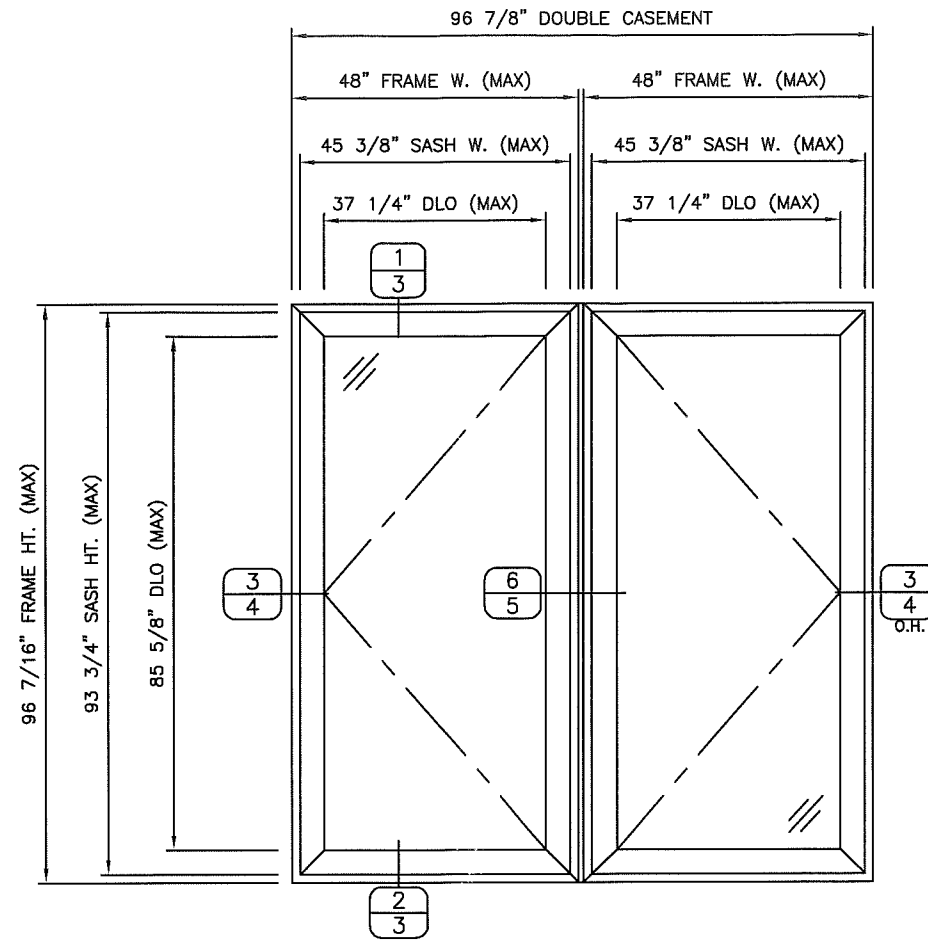 96 7/8" DOUBLE CASEMENT
48" FRAME W. (MAX)
48" FRAME W. (MAX)
45 3/8" SASH W. (MAX)
45 3/8" SASH W. (MAX)
37 1/4" DLO (MAX)
37 1/4" DLO (MAX)
1
3
96 7/16" FRAME HT. (MAX)
93 3/4" SASH HT. (MAX)
85 5/8" DLO (MAX)
3
4
6
5
3
4
O.H.
2
3